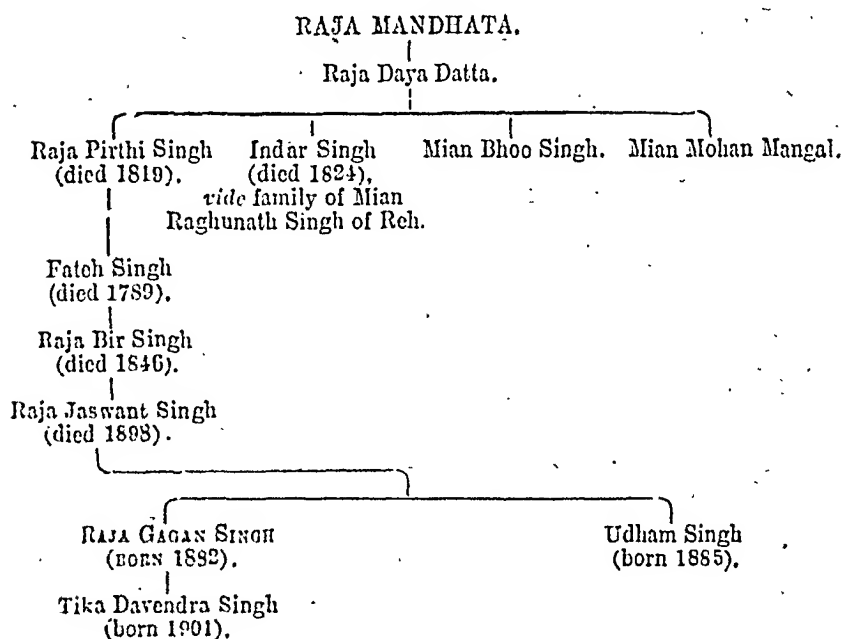 RAJA MANDHATA.
Raja Daya Datta.
Raja Pirthi Singh
(died 1819).
Indar Singh
(died 1824),
vide family of Mian
Raghunath Singh of Reh.
Mian Bhoo Singh.
Mian Mohan Mangal.
Fateh Singh
(died 1789).
Raja Bir Singh
(died 1846).
Raja Jaswant Singh
(died 1898).
RAJA GAGAN SINGH
(BORN 1882).
Udham Singh
(born 1885).
Tika Davendra Singh
(born 1901).